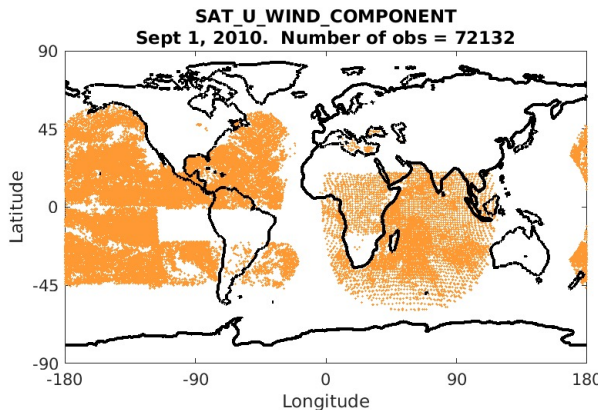 SAT_U_WIND_COMPONENT
Sept 1, 2010.  Number of obs = 72132
90
45
0
-45
-90
Latitude
-180
-90
0
90
180
Longitude